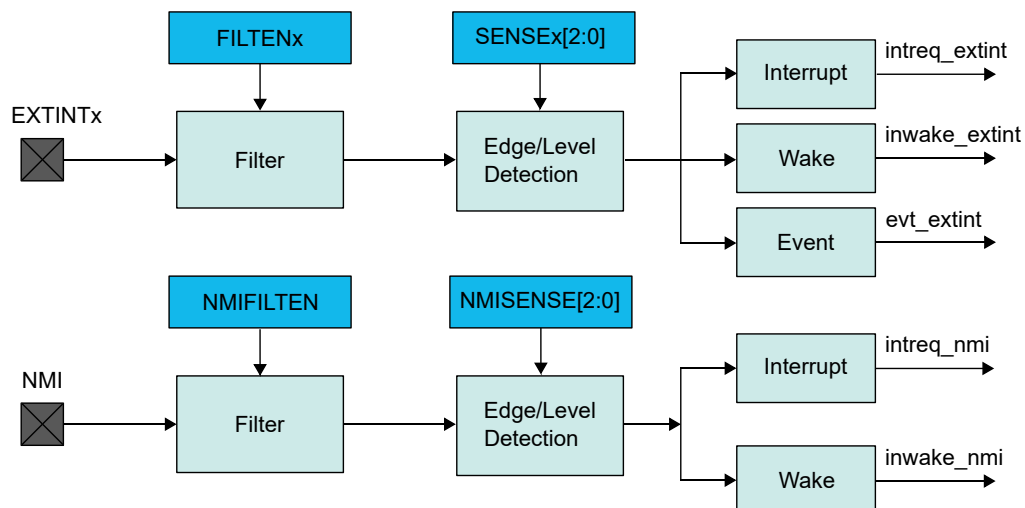 FILTENx
SENSEx[2:0]
EXTINTx
Filter
Edge/Level
Detection
Interrupt
intreq_extint
Wake
inwake_extint
Event
evt_extint
NMIFILTEN
NMISENSE[2:0]
NMI
Filter
Edge/Level
Detection
Interrupt
intreq_nmi
Wake
inwake_nmi